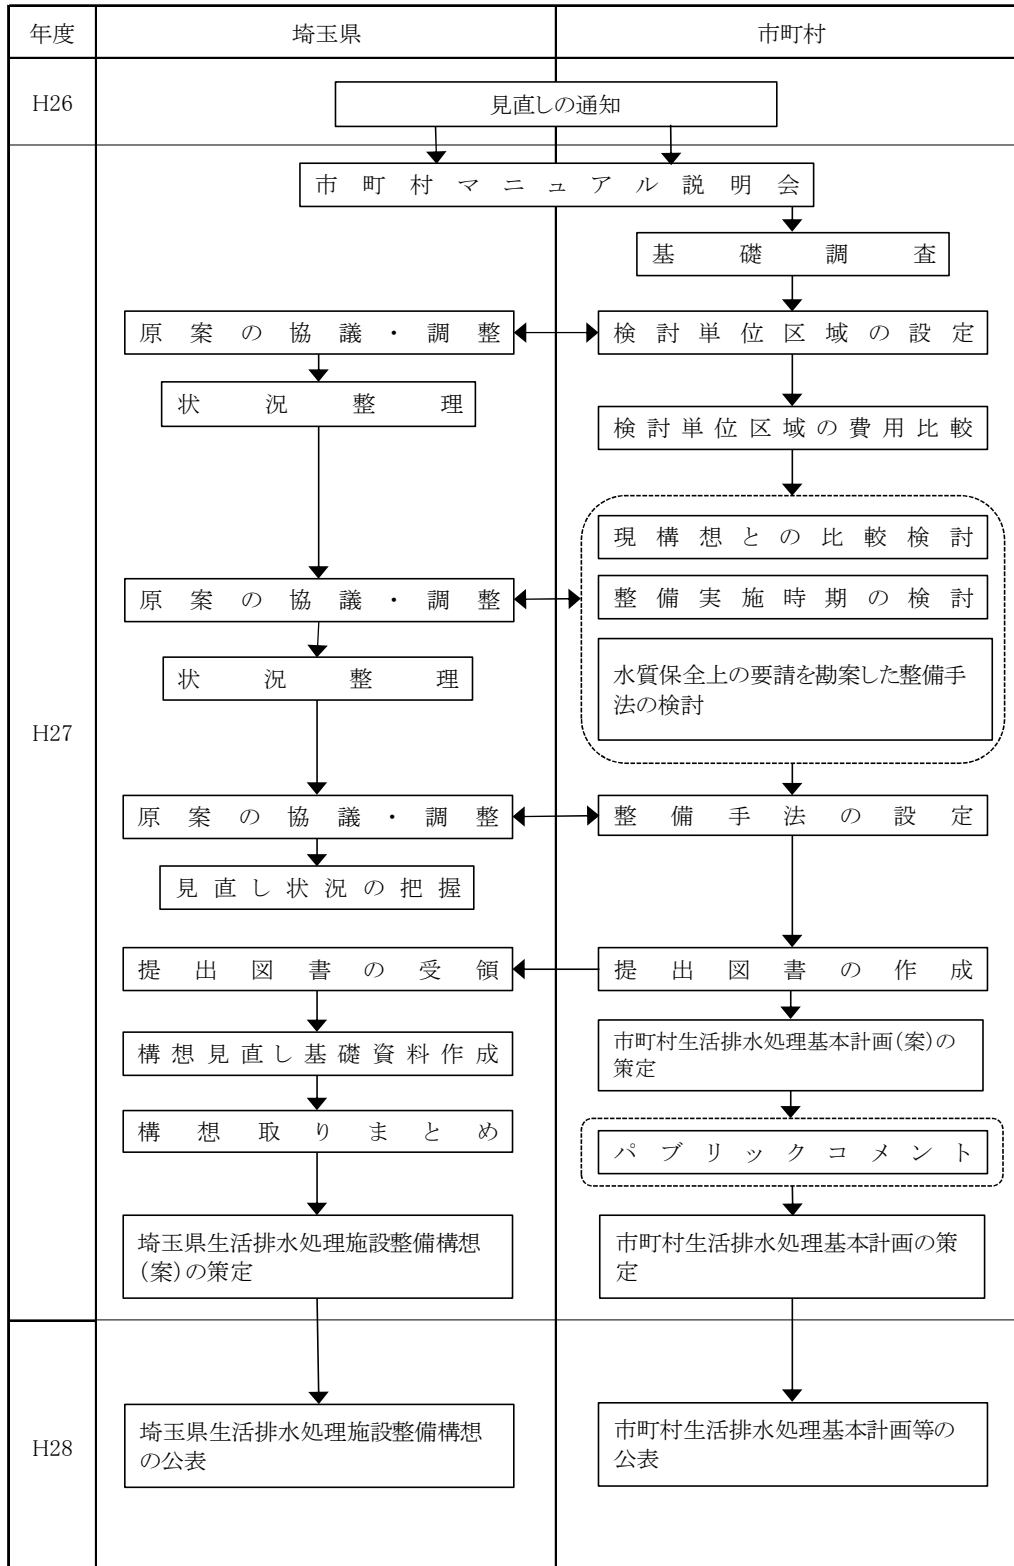 年度
埼玉県
市町村
H26
見直しの通知
市町村マニュアル説明会
基礎調査
原案の協議・調整
検討単位区域の設定
状況整理
検討単位区域の費用比較
現構想との比較検討
原案の協議・調整
整備実施時期の検討
状況整理
水質保全上の要請を勘案した整備手
法の検討
H27
原案の協議・調整
整備手法の設定
見直し状況の把握
提出図書の受領
提出図書の作成
構想見直し基礎資料作成
市町村生活排水処理基本計画(案)の
策定
構想取りまとめ
パブリックコメント
埼玉県生活排水処理施設整備構想
(案)の策定
市町村生活排水処理基本計画の策
定
H28
埼玉県生活排水処理施設整備構想
の公表
市町村生活排水処理基本計画等の
公表